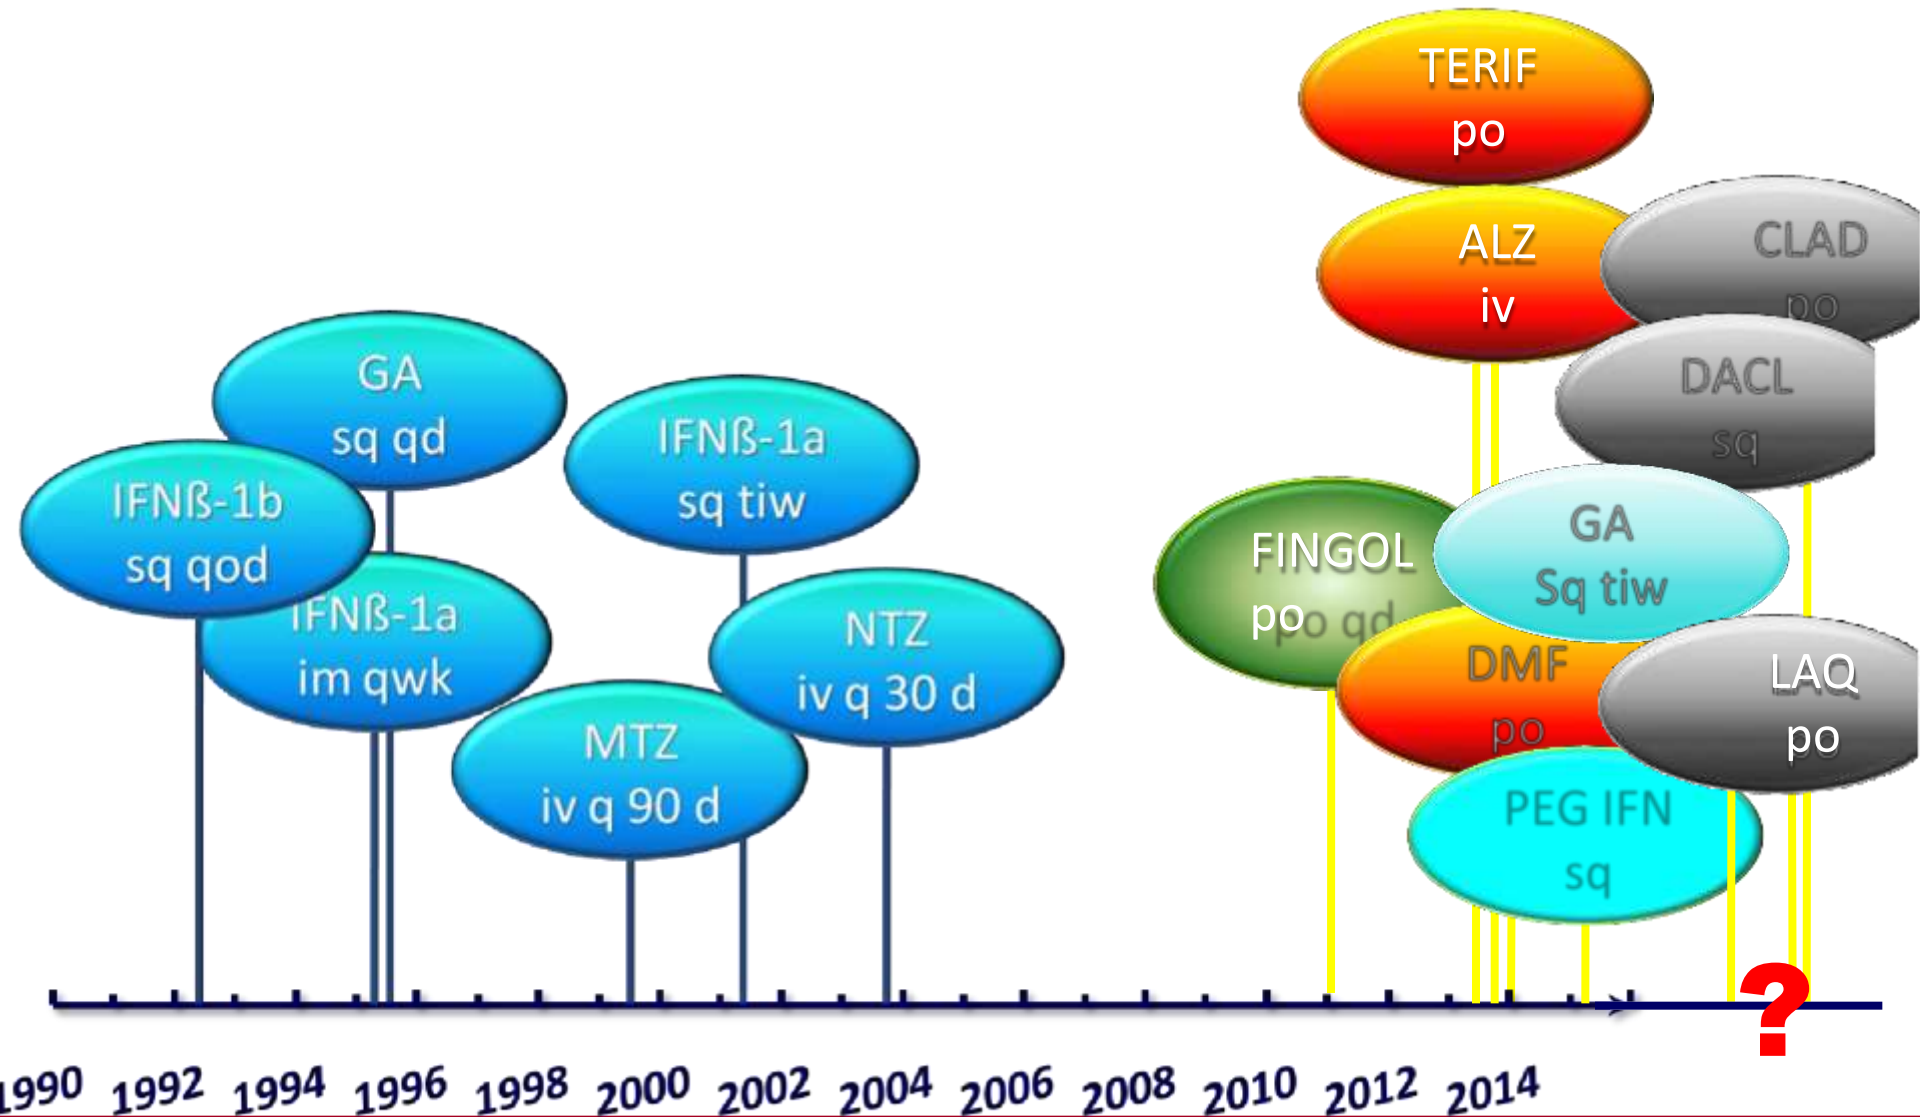 TERIF
po
ALZ
iv
CLAD
po
DACL
sq
GA
sq qd
IFNß-1a
sq tiw
IFNß-1b
sq qod
IFNß-1a
im qwk
FINGOL
po
po qd
GA
Sq tiw
NTZ
iv q 30 d
DMF
po
LAQ
po
MTZ
iv q 90 d
PEG IFN
sq
?
1990 1992 1994 1996 1998 2000 2002 2004 2006 2008 2010 2012 2014